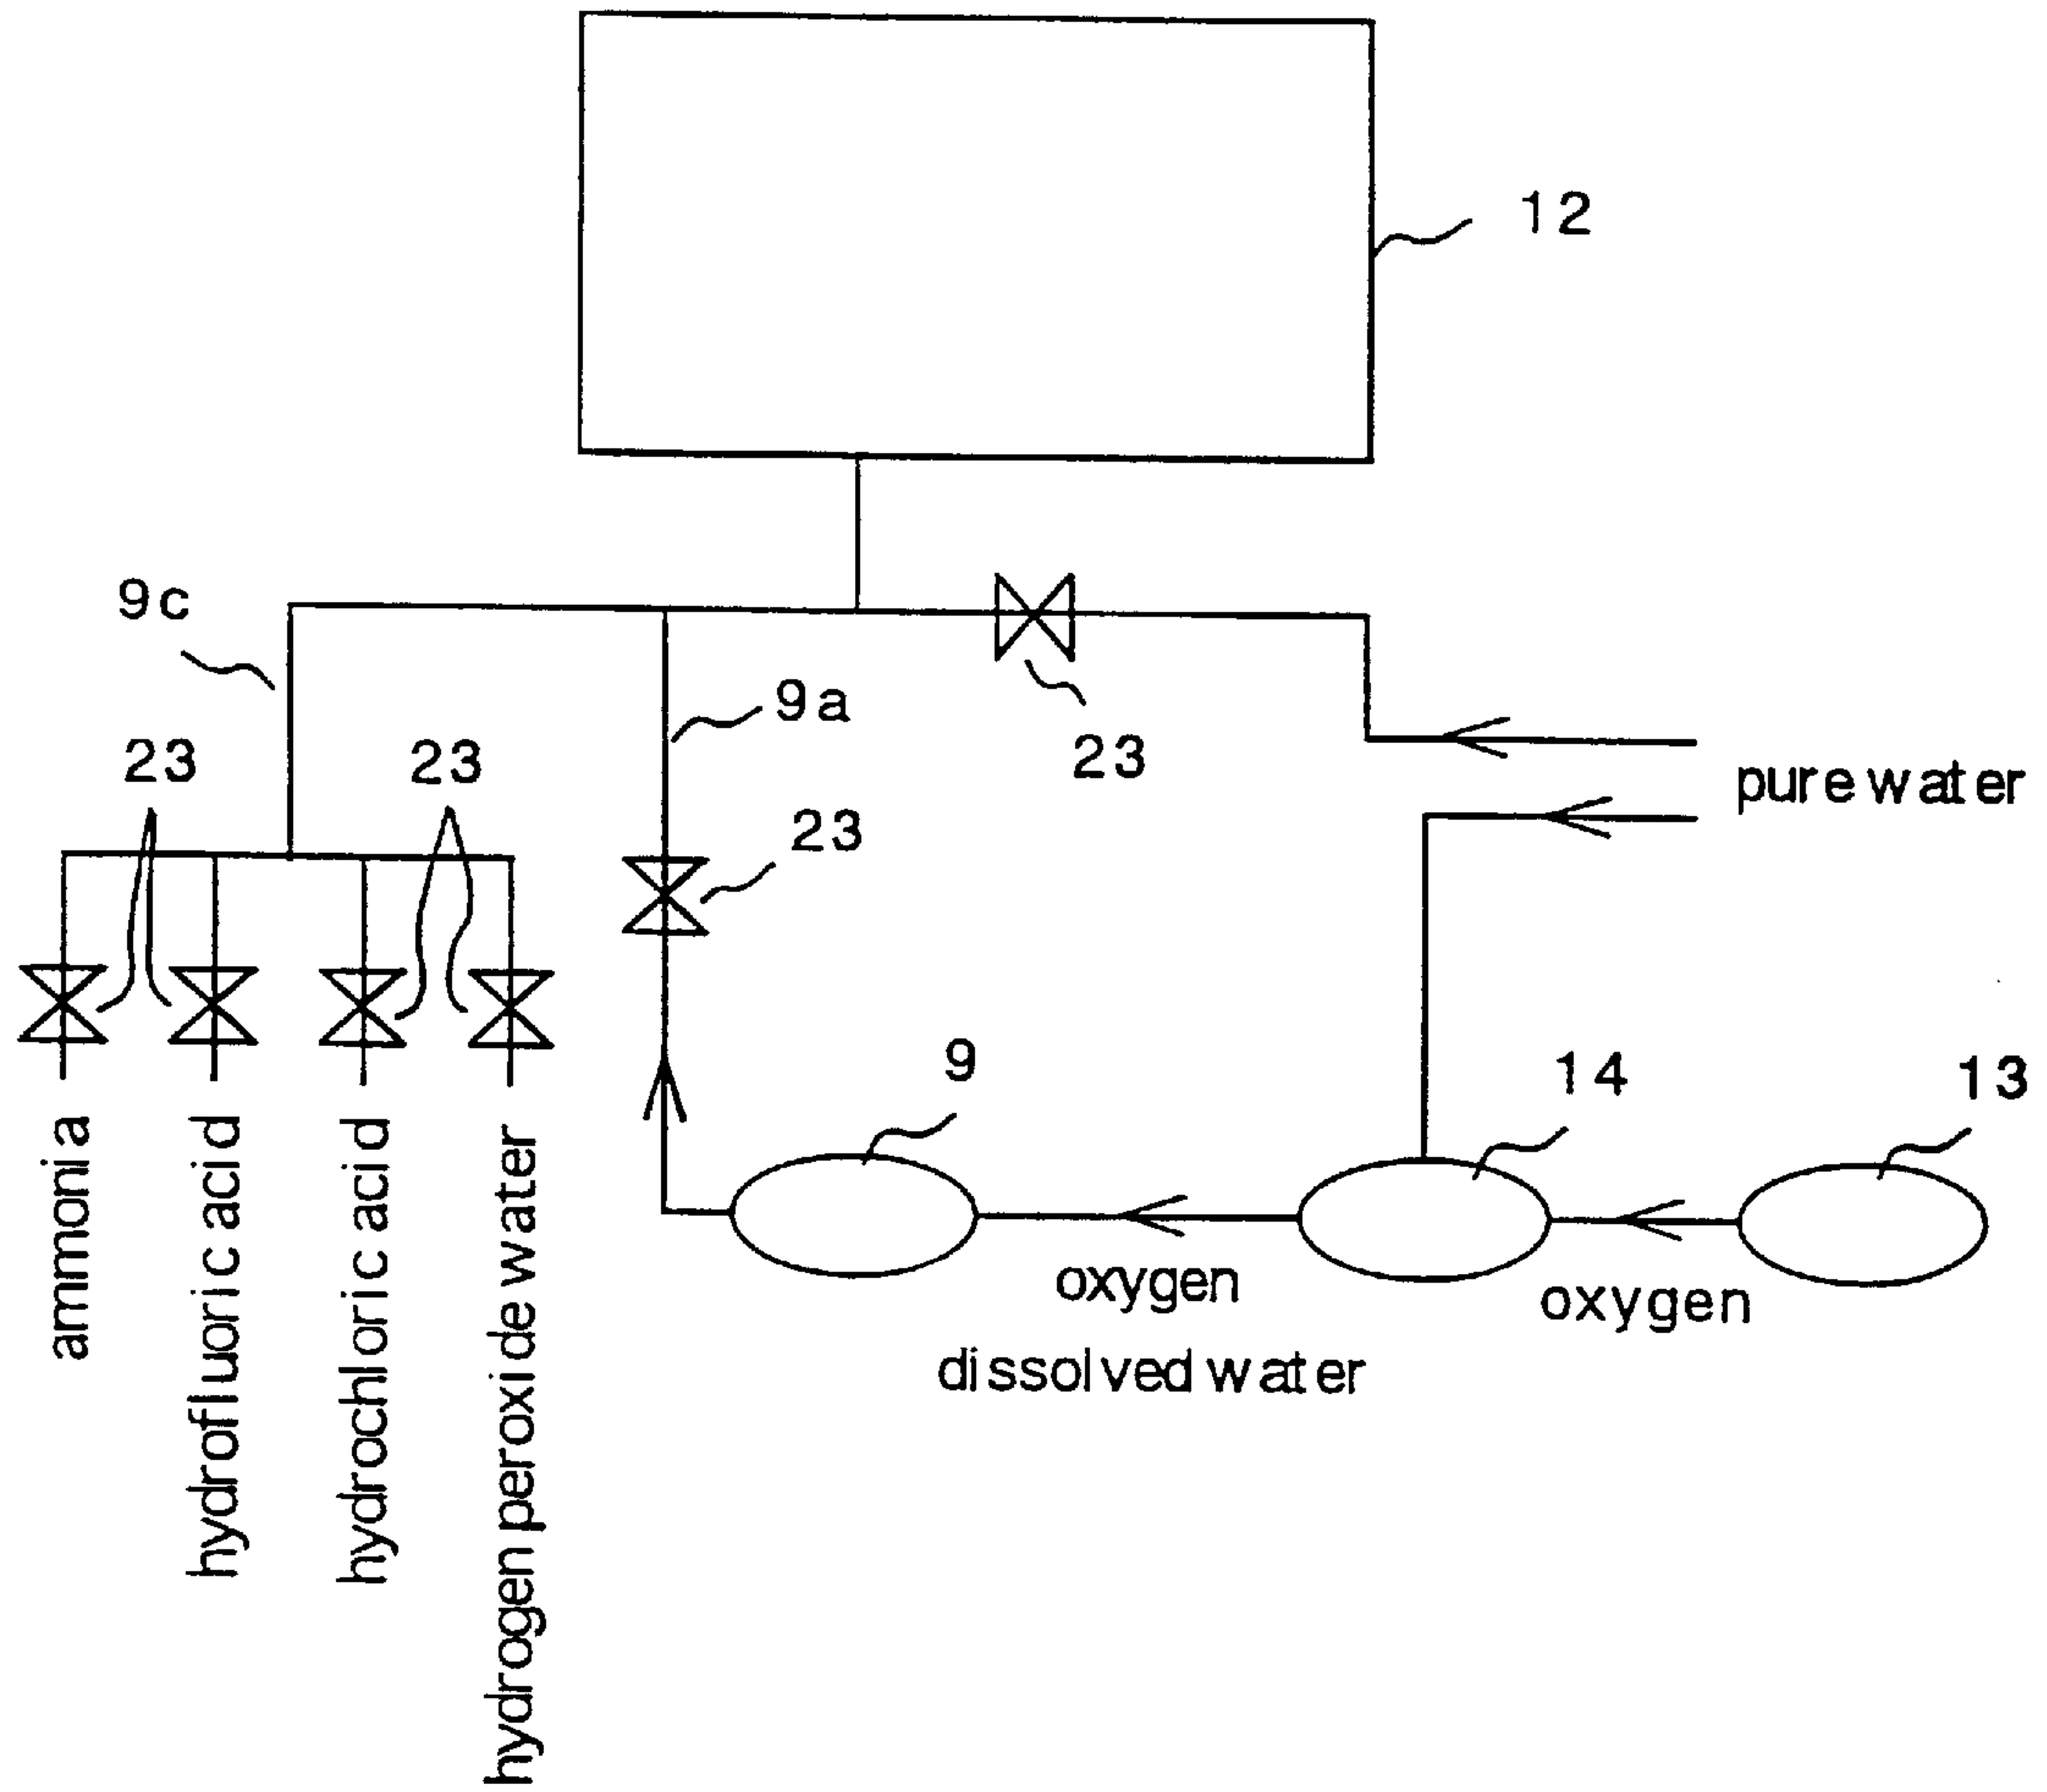 12
9c
9a
23
23
23
pure water
23
9
14
13
oxygen
oxygen
dissolved water
ammonia
hydrofluoric acid
hydrochloric acid
hydrogen peroxide water